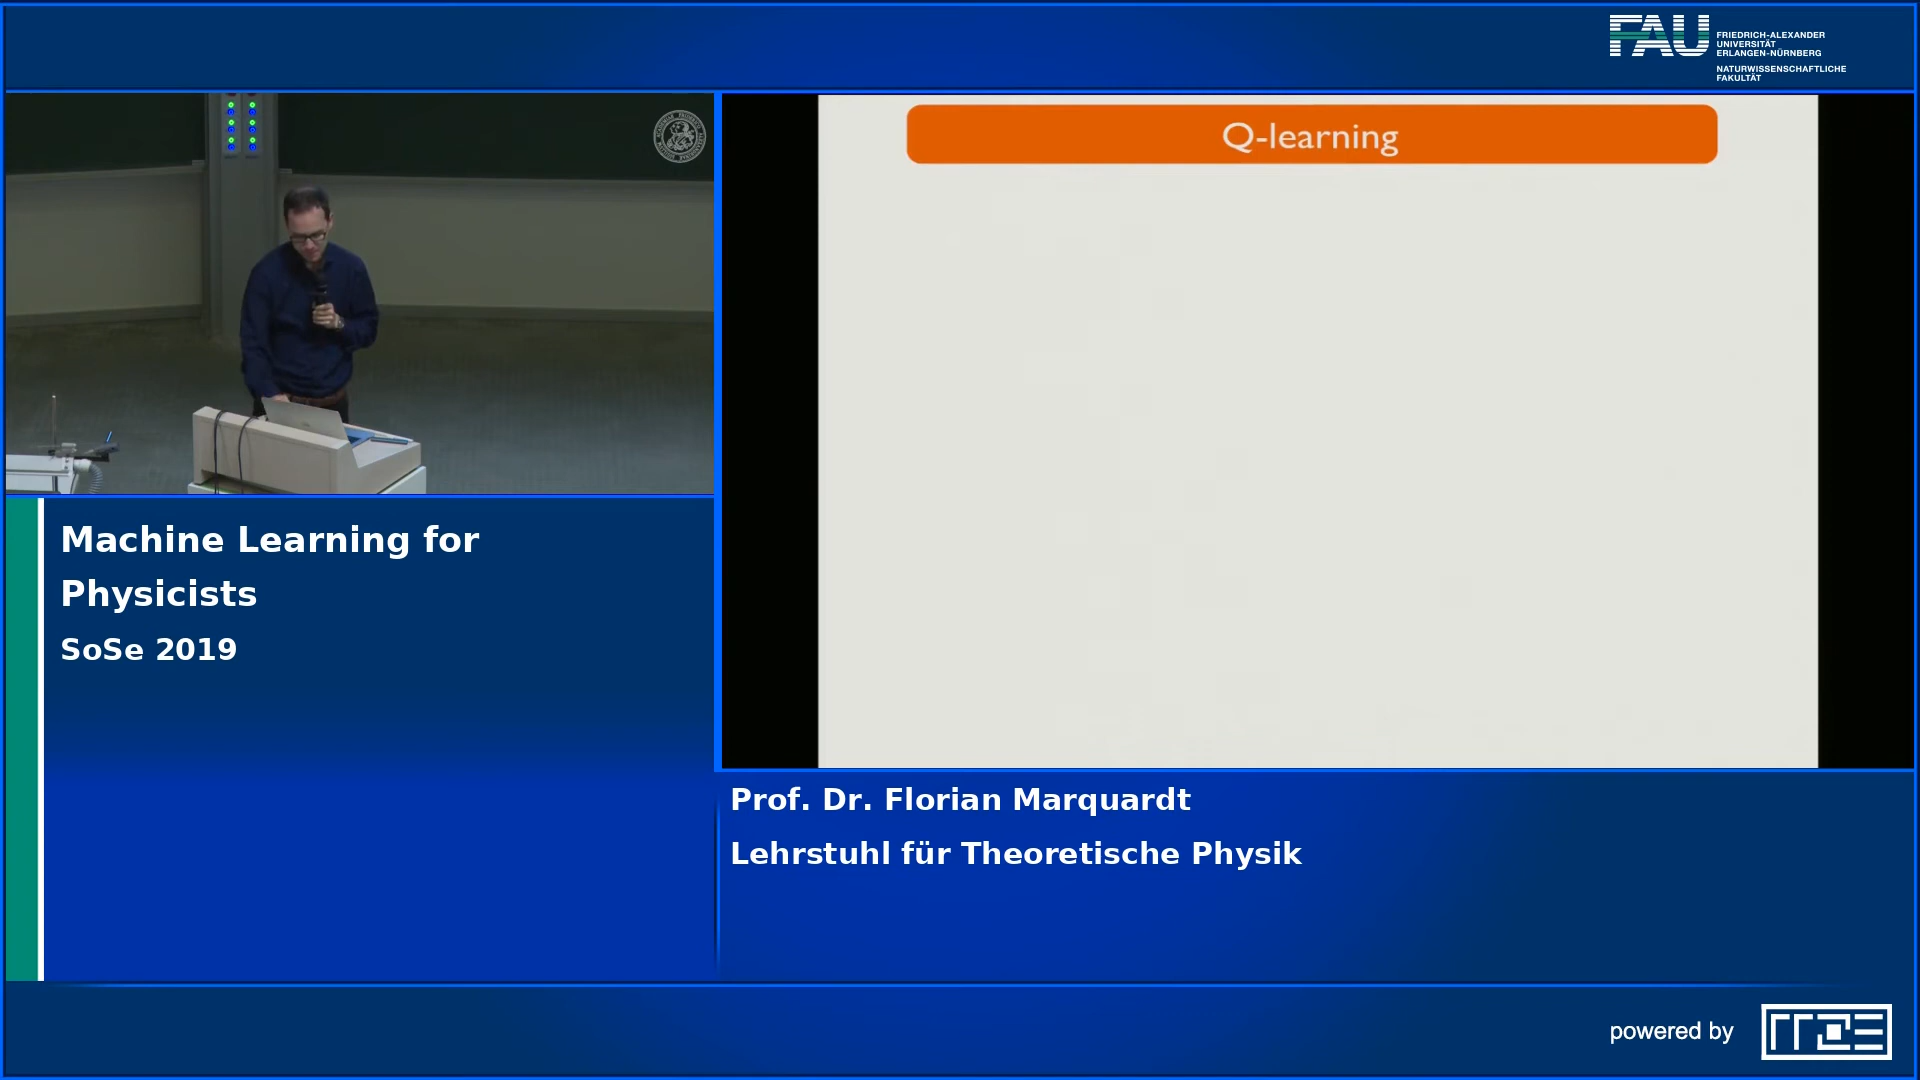 FAU
FRIEDRICH-ALEXANDER
UNIVERSITÄT
ERLANGEN-NÜRNBERG
NATURWISSENSCHAFTLICHE
FAKULTÄT
Q-learning
Machine Learning for
Physicists
SoSe 2019
Prof. Dr. Florian Marquardt
Lehrstuhl für Theoretische Physik
powered by
rrze